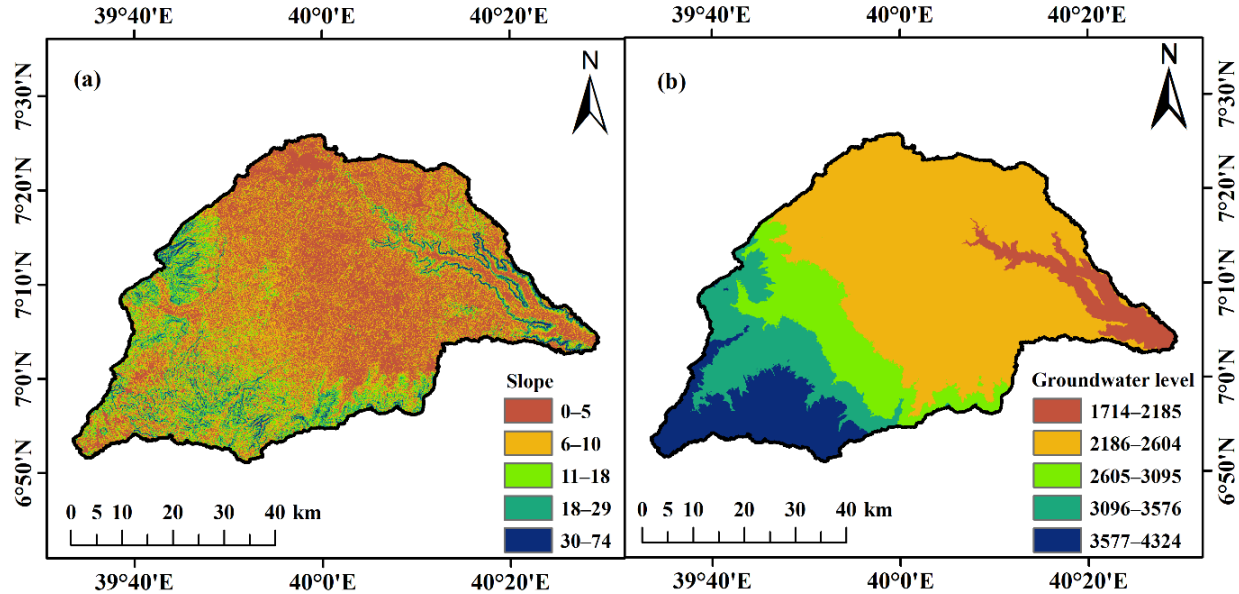 39°40'E 40°0'E 40°20'E
39°40'E 40°0'E 40°20'E
(a)
N
7°30'N
7°20'N
7°10'N
7°0'N
6°50'N
Slope
0–5
6–10
11–18
18–29
30–74
0 5 10 20 30 40 km
39°40'E 40°0'E 40°20'E
(b)
N
7°30'N
7°20'N
7°10'N
7°0'N
6°50'N
Groundwater level
1714–2185
2186–2604
2605–3095
3096–3576
3577–4324
0 5 10 20 30 40 km
39°40'E 40°0'E 40°20'E